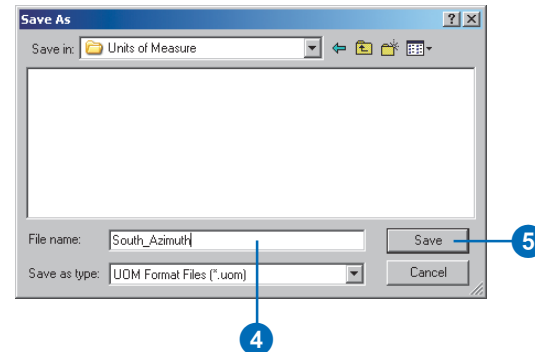 Save As
Save in: Units of Measure
File name: South_Azimuth
Save
5
Save as type: UOM Format Files (*.uom)
Cancel
4